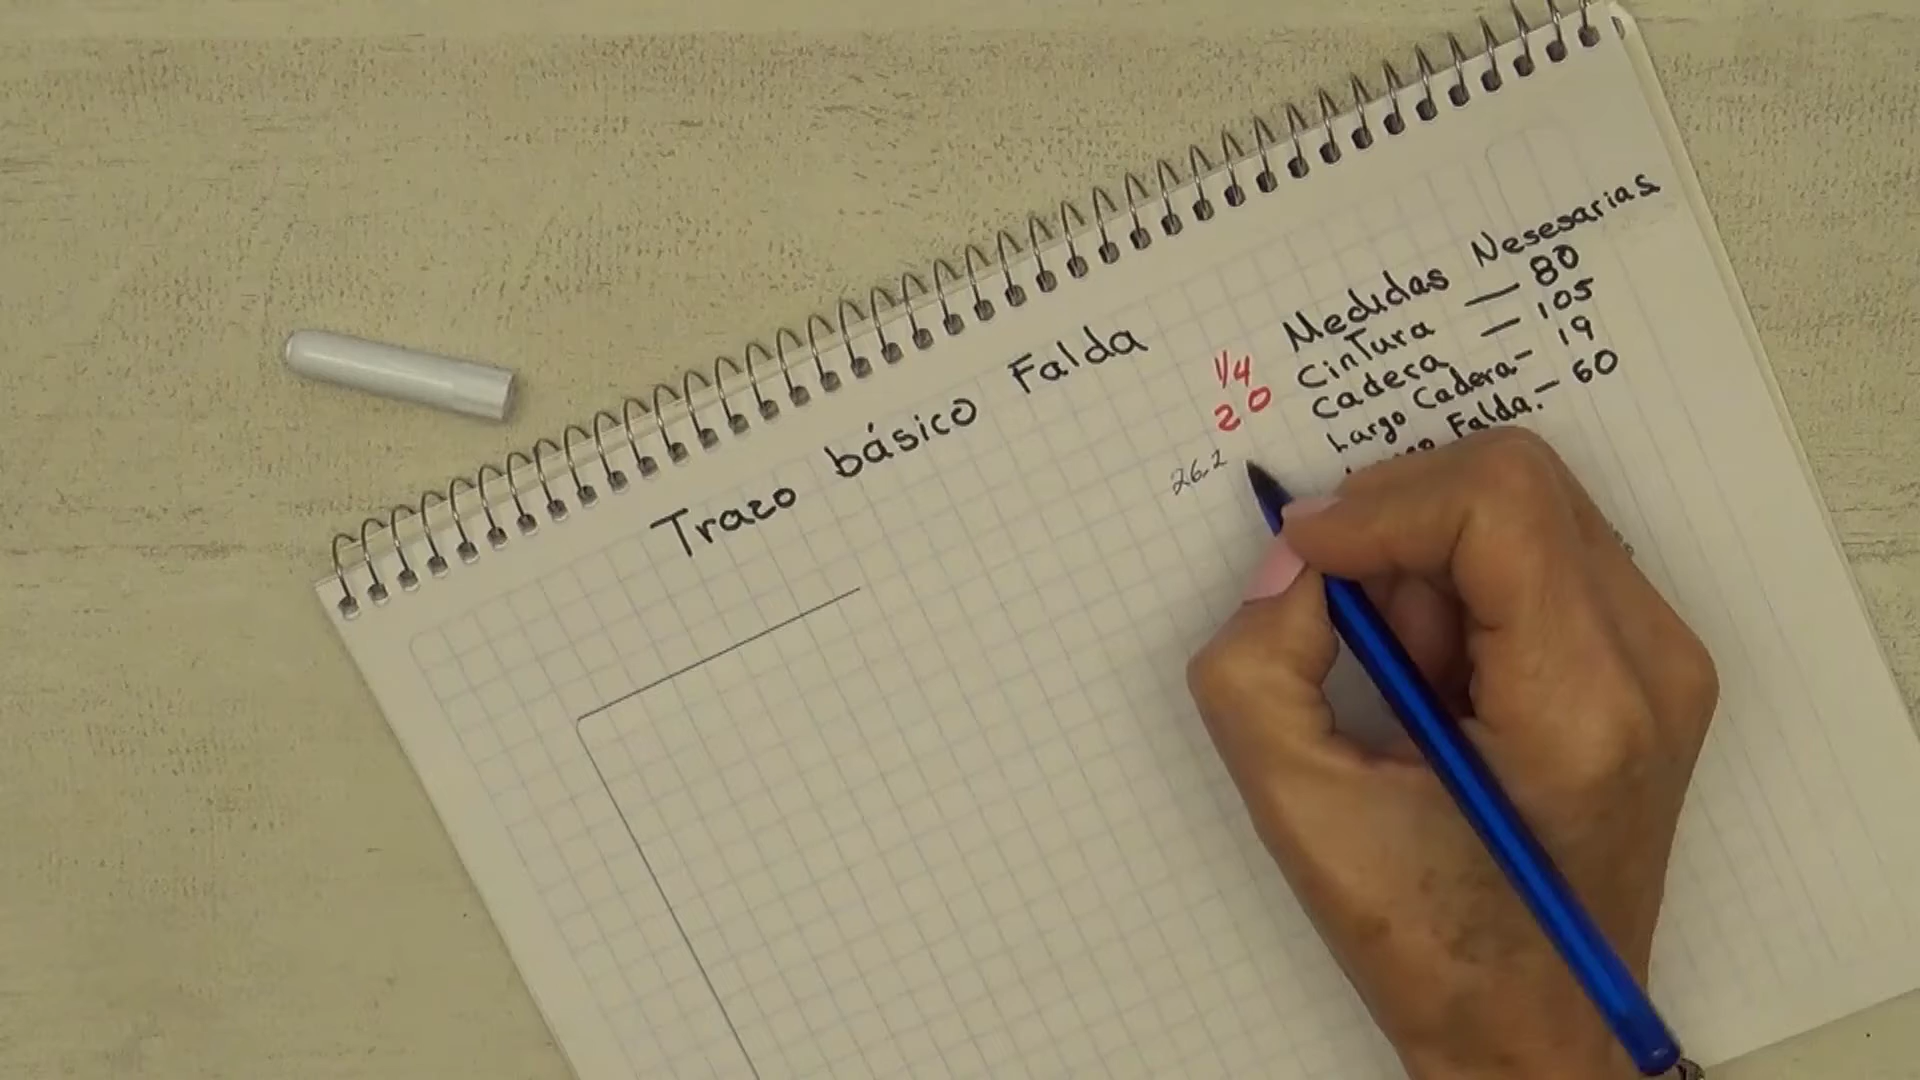 Trazo básico Falda
Medidas Nesesarias
1/4 Cintura — 80
20 Cadera — 105
26.2 Largo Cadera - 19
Falda. — 60